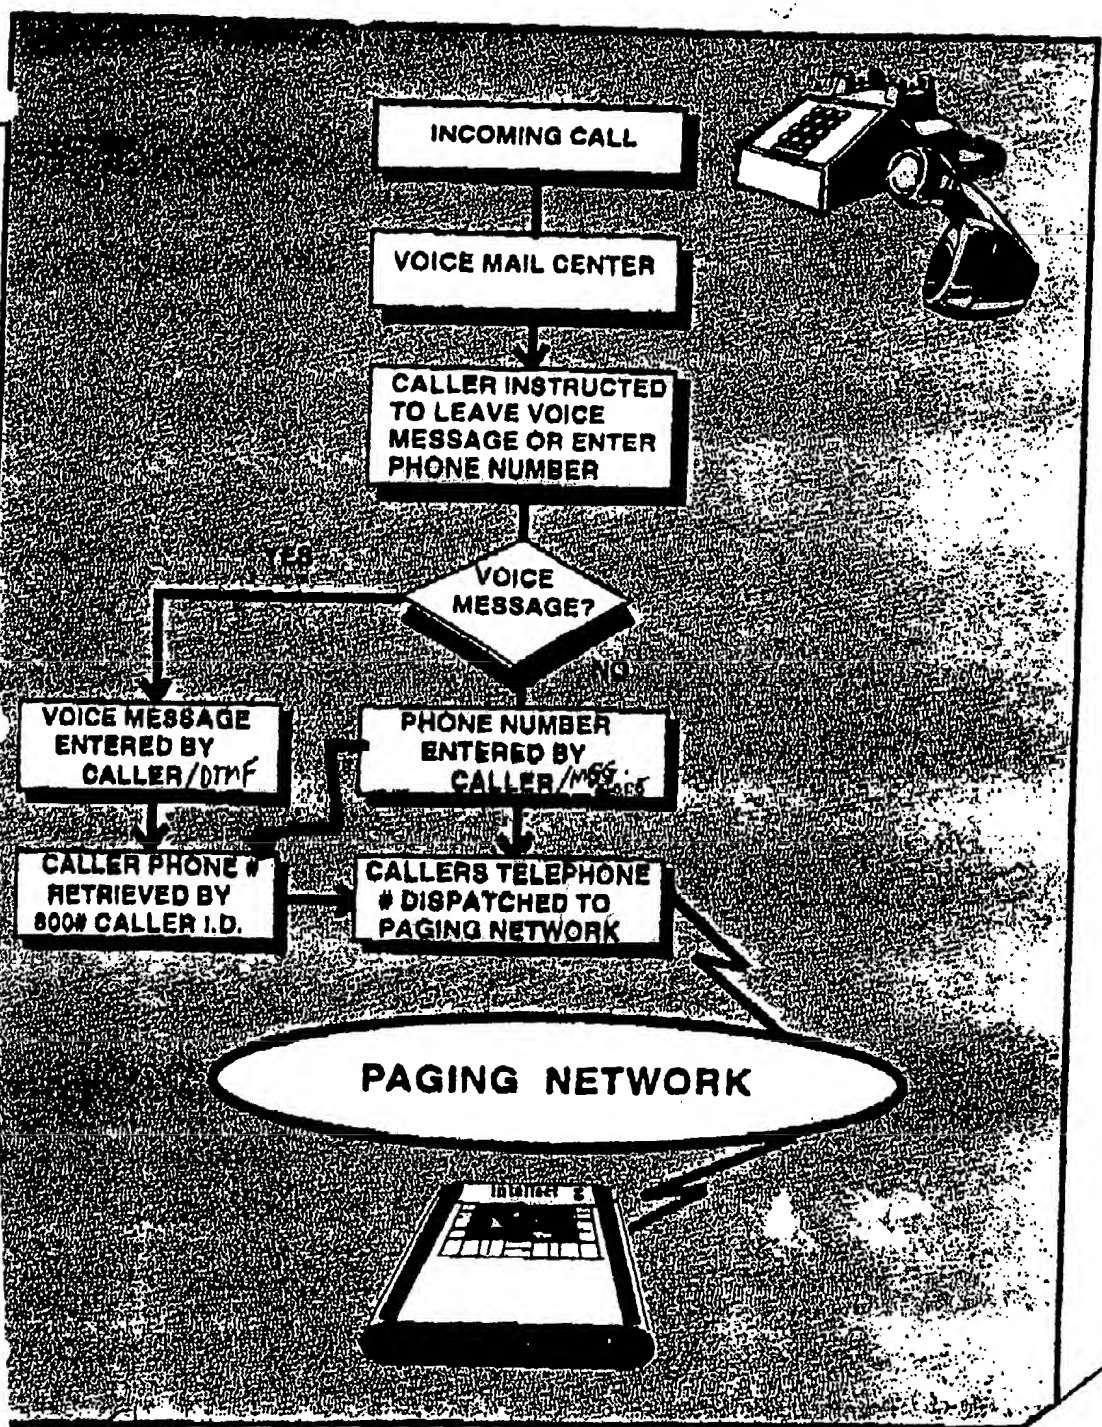 INCOMING CALL
VOICE MAIL CENTER
CALLER INSTRUCTED
TO LEAVE VOICE
MESSAGE OR ENTER
PHONE NUMBER
VOICE
MESSAGE?
YES
NO
VOICE MESSAGE
ENTERED BY
CALLER/DTMF
PHONE NUMBER
ENTERED BY
CALLER/
CALLER PHONE #
RETRIEVED BY
800# CALLER I.D.
CALLERS TELEPHONE
# DISPATCHED TO
PAGING NETWORK
PAGING NETWORK